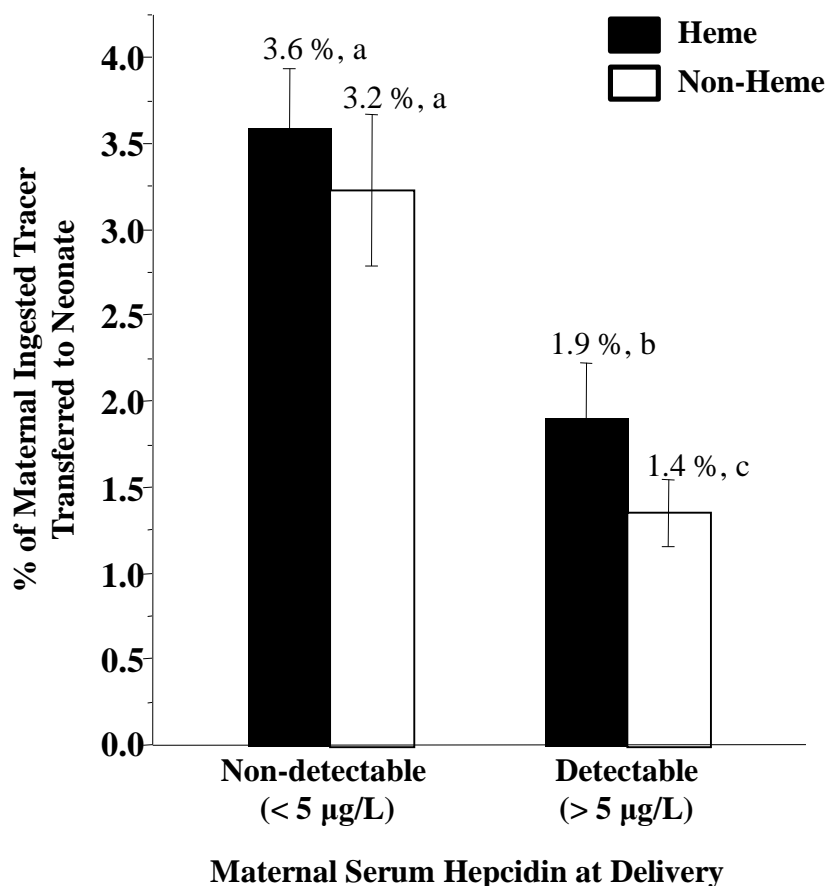 Heme
Non-Heme
% of Maternal Ingested Tracer
Transferred to Neonate
4.0
3.5
3.0
2.5
2.0
1.5
1.0
0.5
0.0
3.6 %, a
3.2 %, a
1.9 %, b
1.4 %, c
Non-detectable
(< 5 µg/L)
Detectable
(> 5 µg/L)
Maternal Serum Hepcidin at Delivery